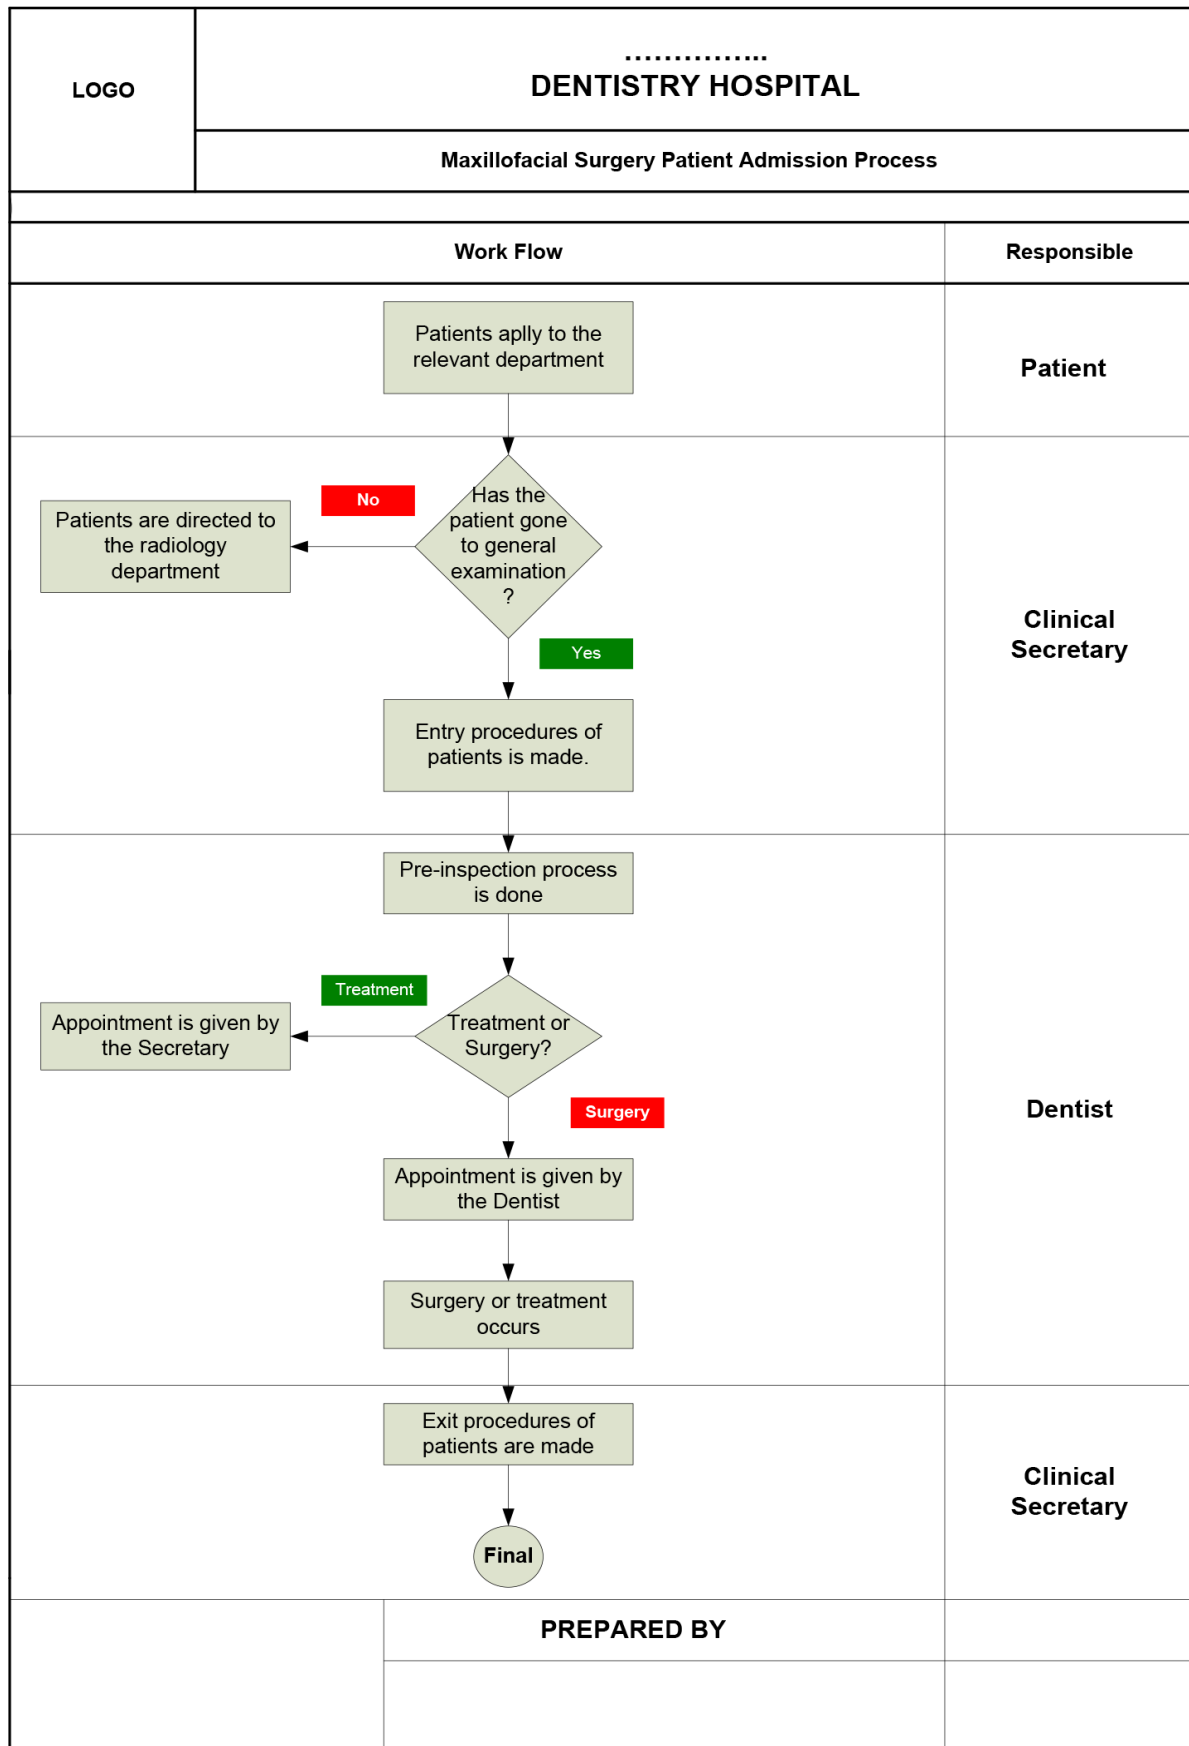 LOGO
...............
DENTISTRY HOSPITAL
Maxillofacial Surgery Patient Admission Process
Work Flow
Responsible
Patients aplly to the
relevant department
Patient
No
Has the
patient gone
to general
examination
?
Patients are directed to
the radiology
department
Clinical
Secretary
Yes
Entry procedures of
patients is made.
Pre-inspection process
is done
Treatment
Treatment or
Surgery?
Appointment is given by
the Secretary
Surgery
Dentist
Appointment is given by
the Dentist
Surgery or treatment
occurs
Exit procedures of
patients are made
Clinical
Secretary
Final
PREPARED BY